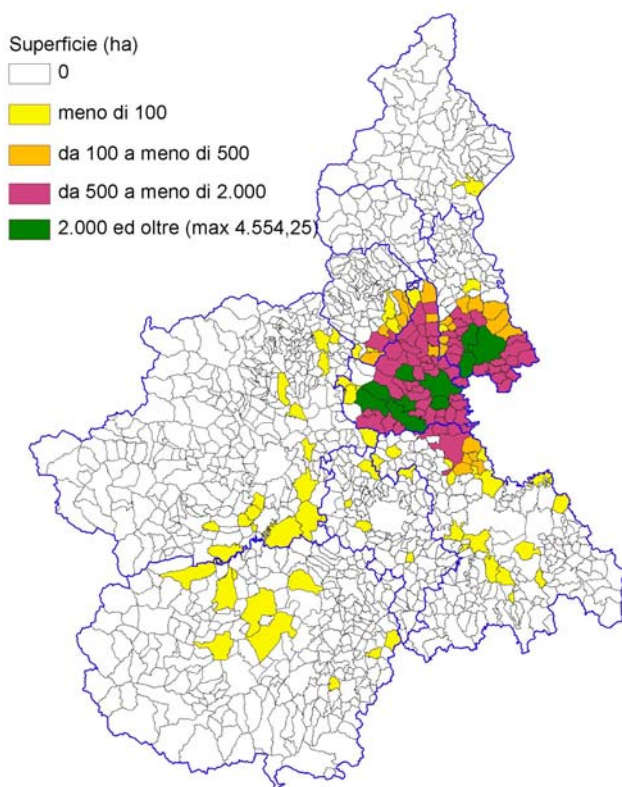 Superficie (ha)
0
meno di 100
da 100 a meno di 500
da 500 a meno di 2.000
2.000 ed oltre (max 4.554,25)